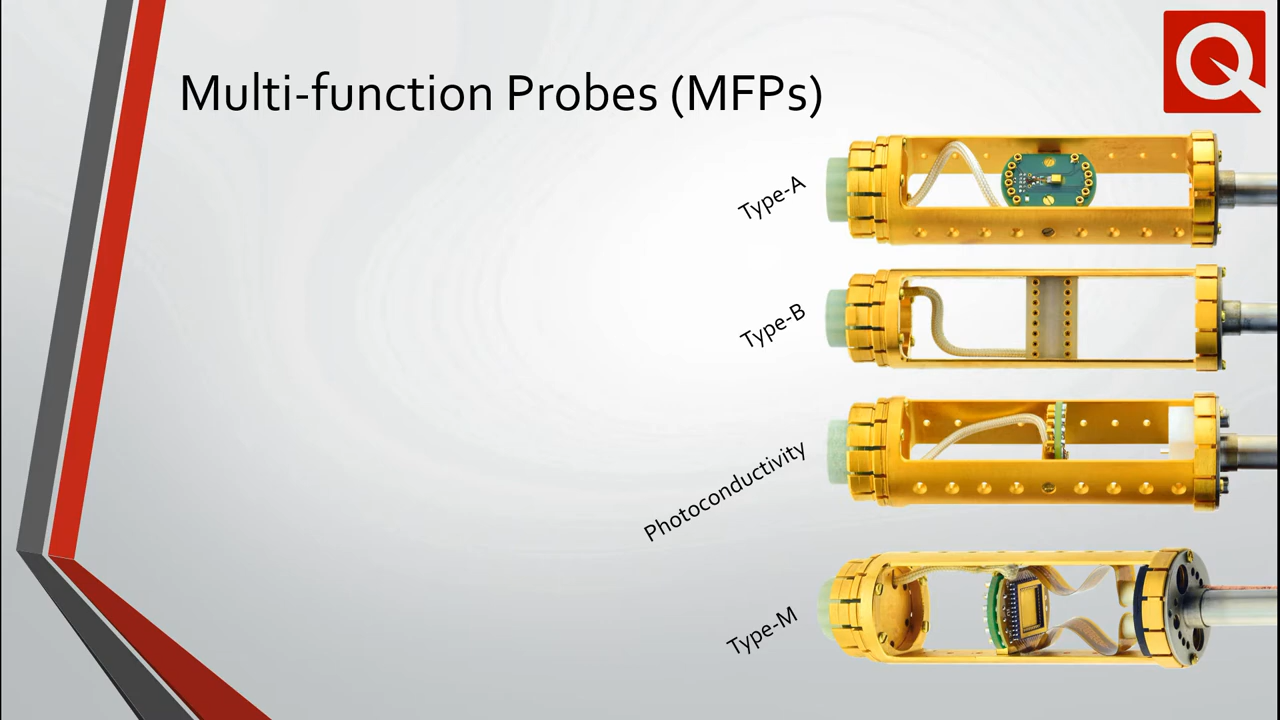 Multi-function Probes (MFPs)
Type-A
Type-B
Photoconductivity
Type-M